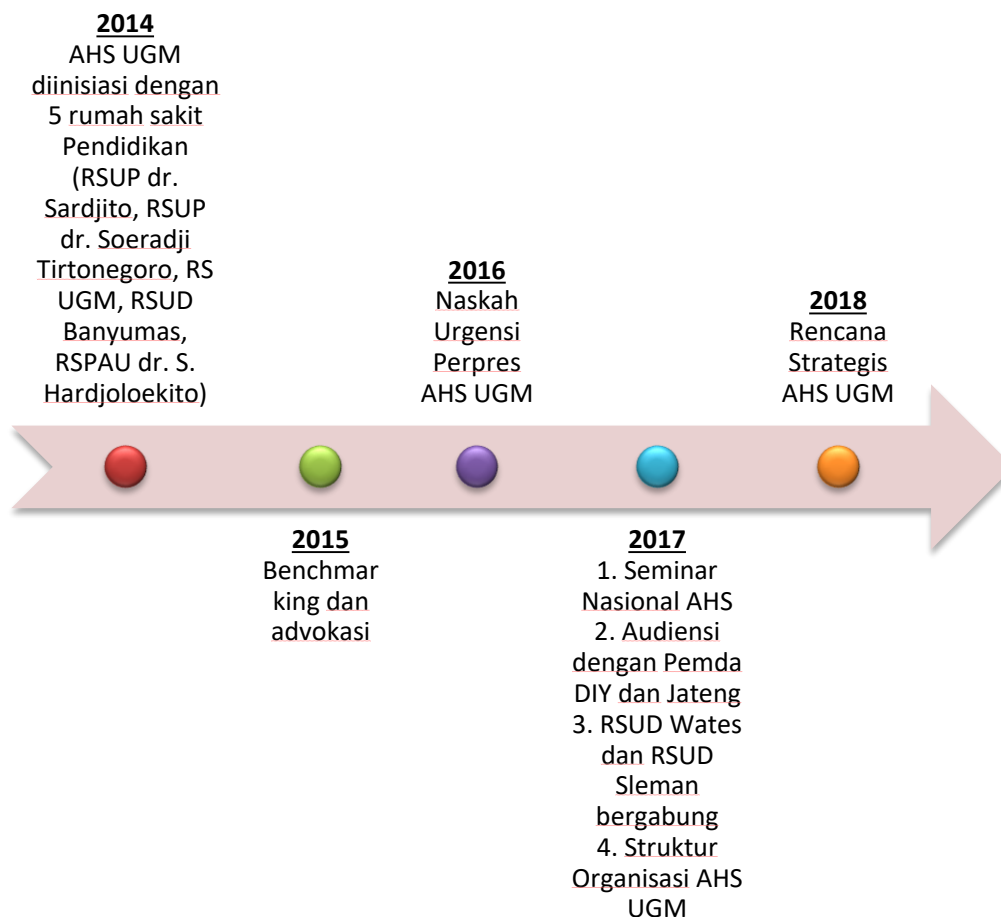 2014
AHS UGM
diinisiasi dengan
5 rumah sakit
Pendidikan
(RSUP dr.
Sardjito, RSUP
dr. Soeradji
Tirtonegoro, RS
UGM, RSUD
Banyumas,
RSPAU dr. S.
Hardjoloekito)
2015
Benchmar
king dan
advokasi
2016
Naskah
Urgensi
Perpres
AHS UGM
2017
1. Seminar
Nasional AHS
2. Audiensi
dengan Pemda
DIY dan Jateng
3. RSUD Wates
dan RSUD
Sleman
bergabung
4. Struktur
Organisasi AHS
UGM
2018
Rencana
Strategis
AHS UGM